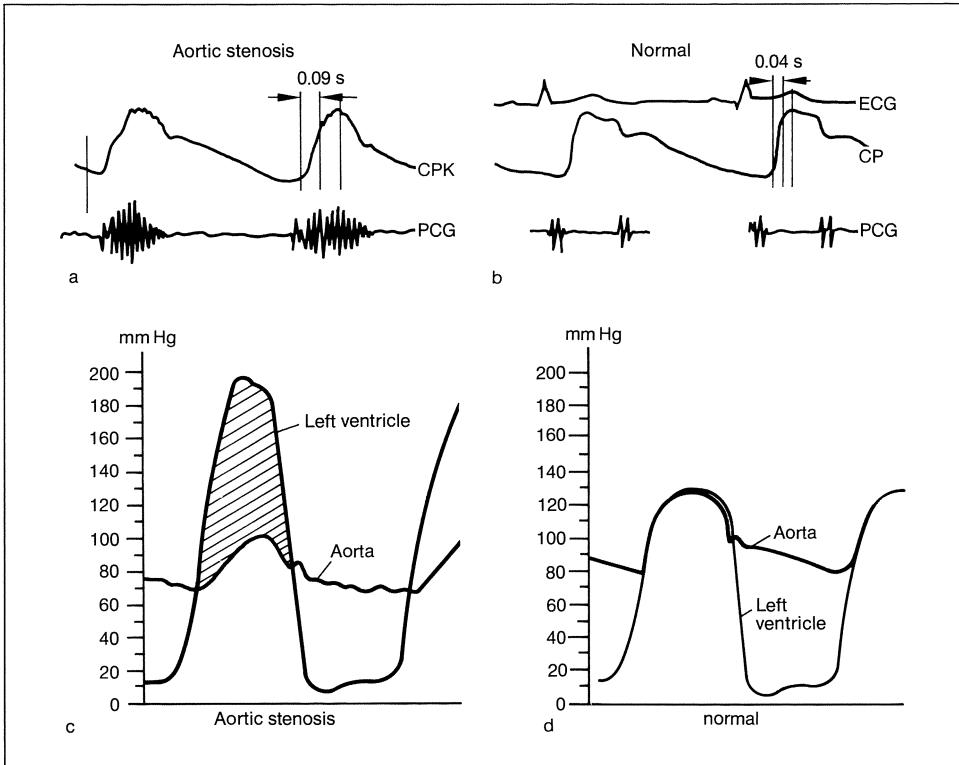 Aortic stenosis
0.09 s
CPK
PCG
a
Normal
0.04 s
ECG
CP
PCG
b
mm Hg
200
180
160
140
120
100
80
60
40
20
0
Left ventricle
Aorta
Aortic stenosis
c
mm Hg
200
180
160
140
120
100
80
60
40
20
0
Aorta
Left
ventricle
normal
d